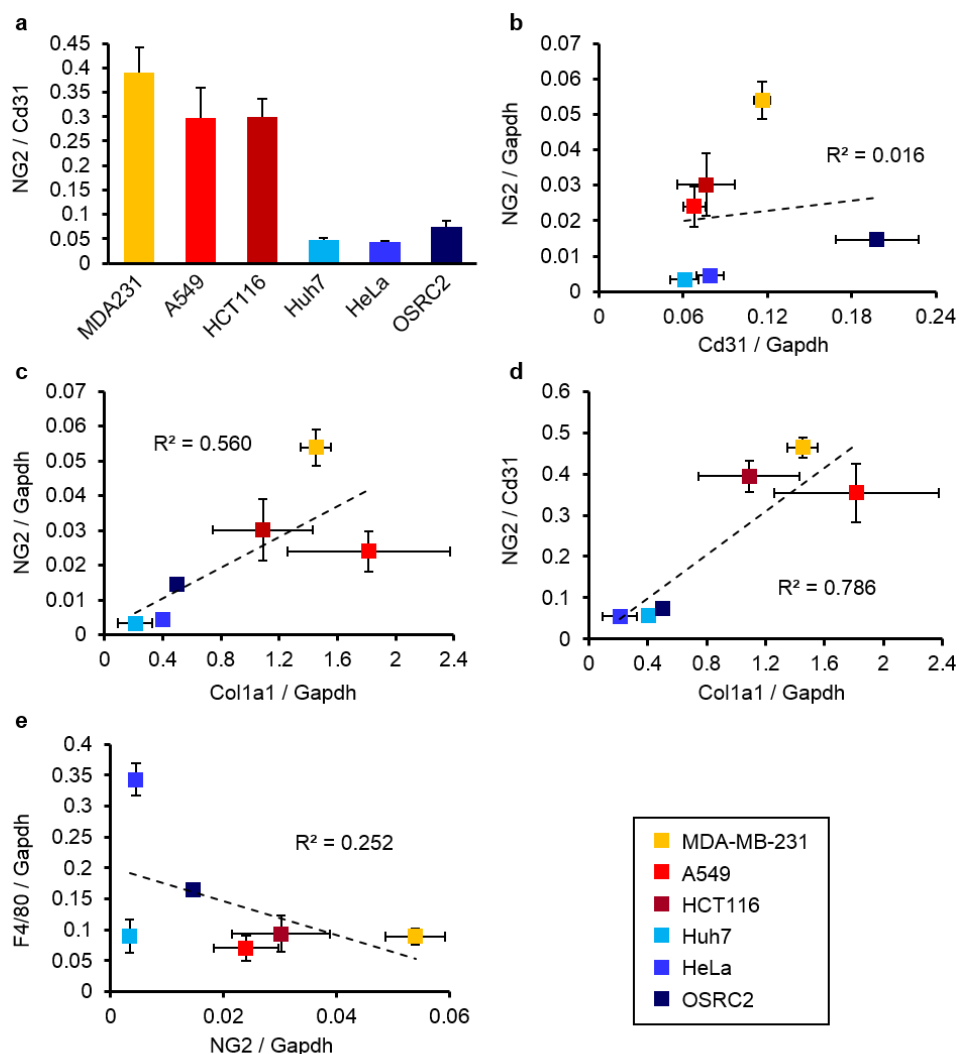 a
0.45
0.4
0.35
0.3
0.25
0.2
0.15
0.1
0.05
0
NG2 / Cd31
MDA231
A549
HCT116
Huh7
HeLa
OSRC2
b
0.07
0.06
0.05
0.04
0.03
0.02
0.01
0
NG2 / Gapdh
R² = 0.016
0 0.06 0.12 0.18 0.24
Cd31 / Gapdh
c
0.07
0.06
0.05
0.04
0.03
0.02
0.01
0
NG2 / Gapdh
R² = 0.560
0 0.4 0.8 1.2 1.6 2 2.4
Col1a1 / Gapdh
d
0.6
0.5
0.4
0.3
0.2
0.1
0
NG2 / Cd31
R² = 0.786
0 0.4 0.8 1.2 1.6 2 2.4
Col1a1 / Gapdh
e
0.4
0.35
0.3
0.25
0.2
0.15
0.1
0.05
0
F4/80 / Gapdh
R² = 0.252
0 0.02 0.04 0.06
NG2 / Gapdh
MDA-MB-231
A549
HCT116
Huh7
HeLa
OSRC2